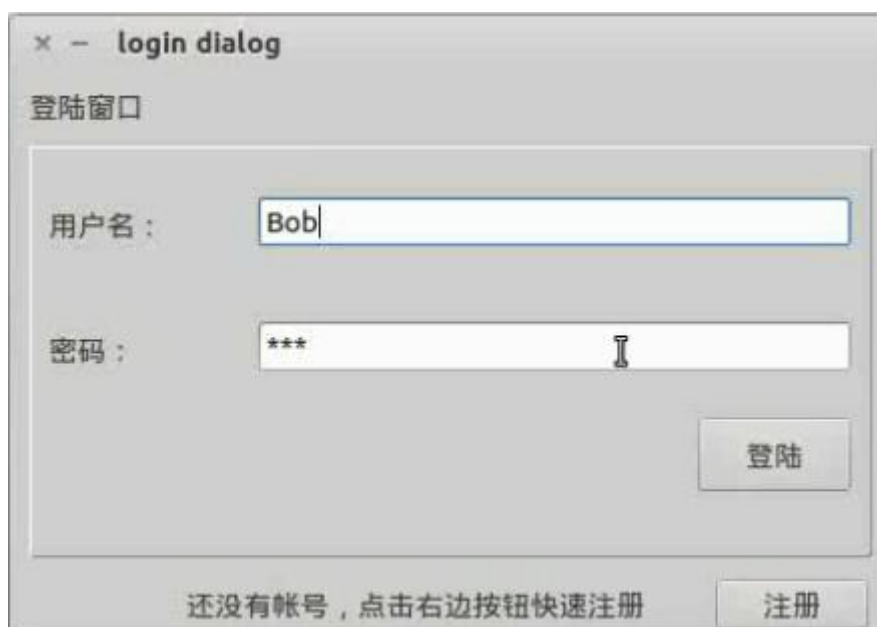 login dialog
登陆窗口
用户名：
Bob
密码：
***
登陆
还没有帐号，点击右边按钮快速注册
注册